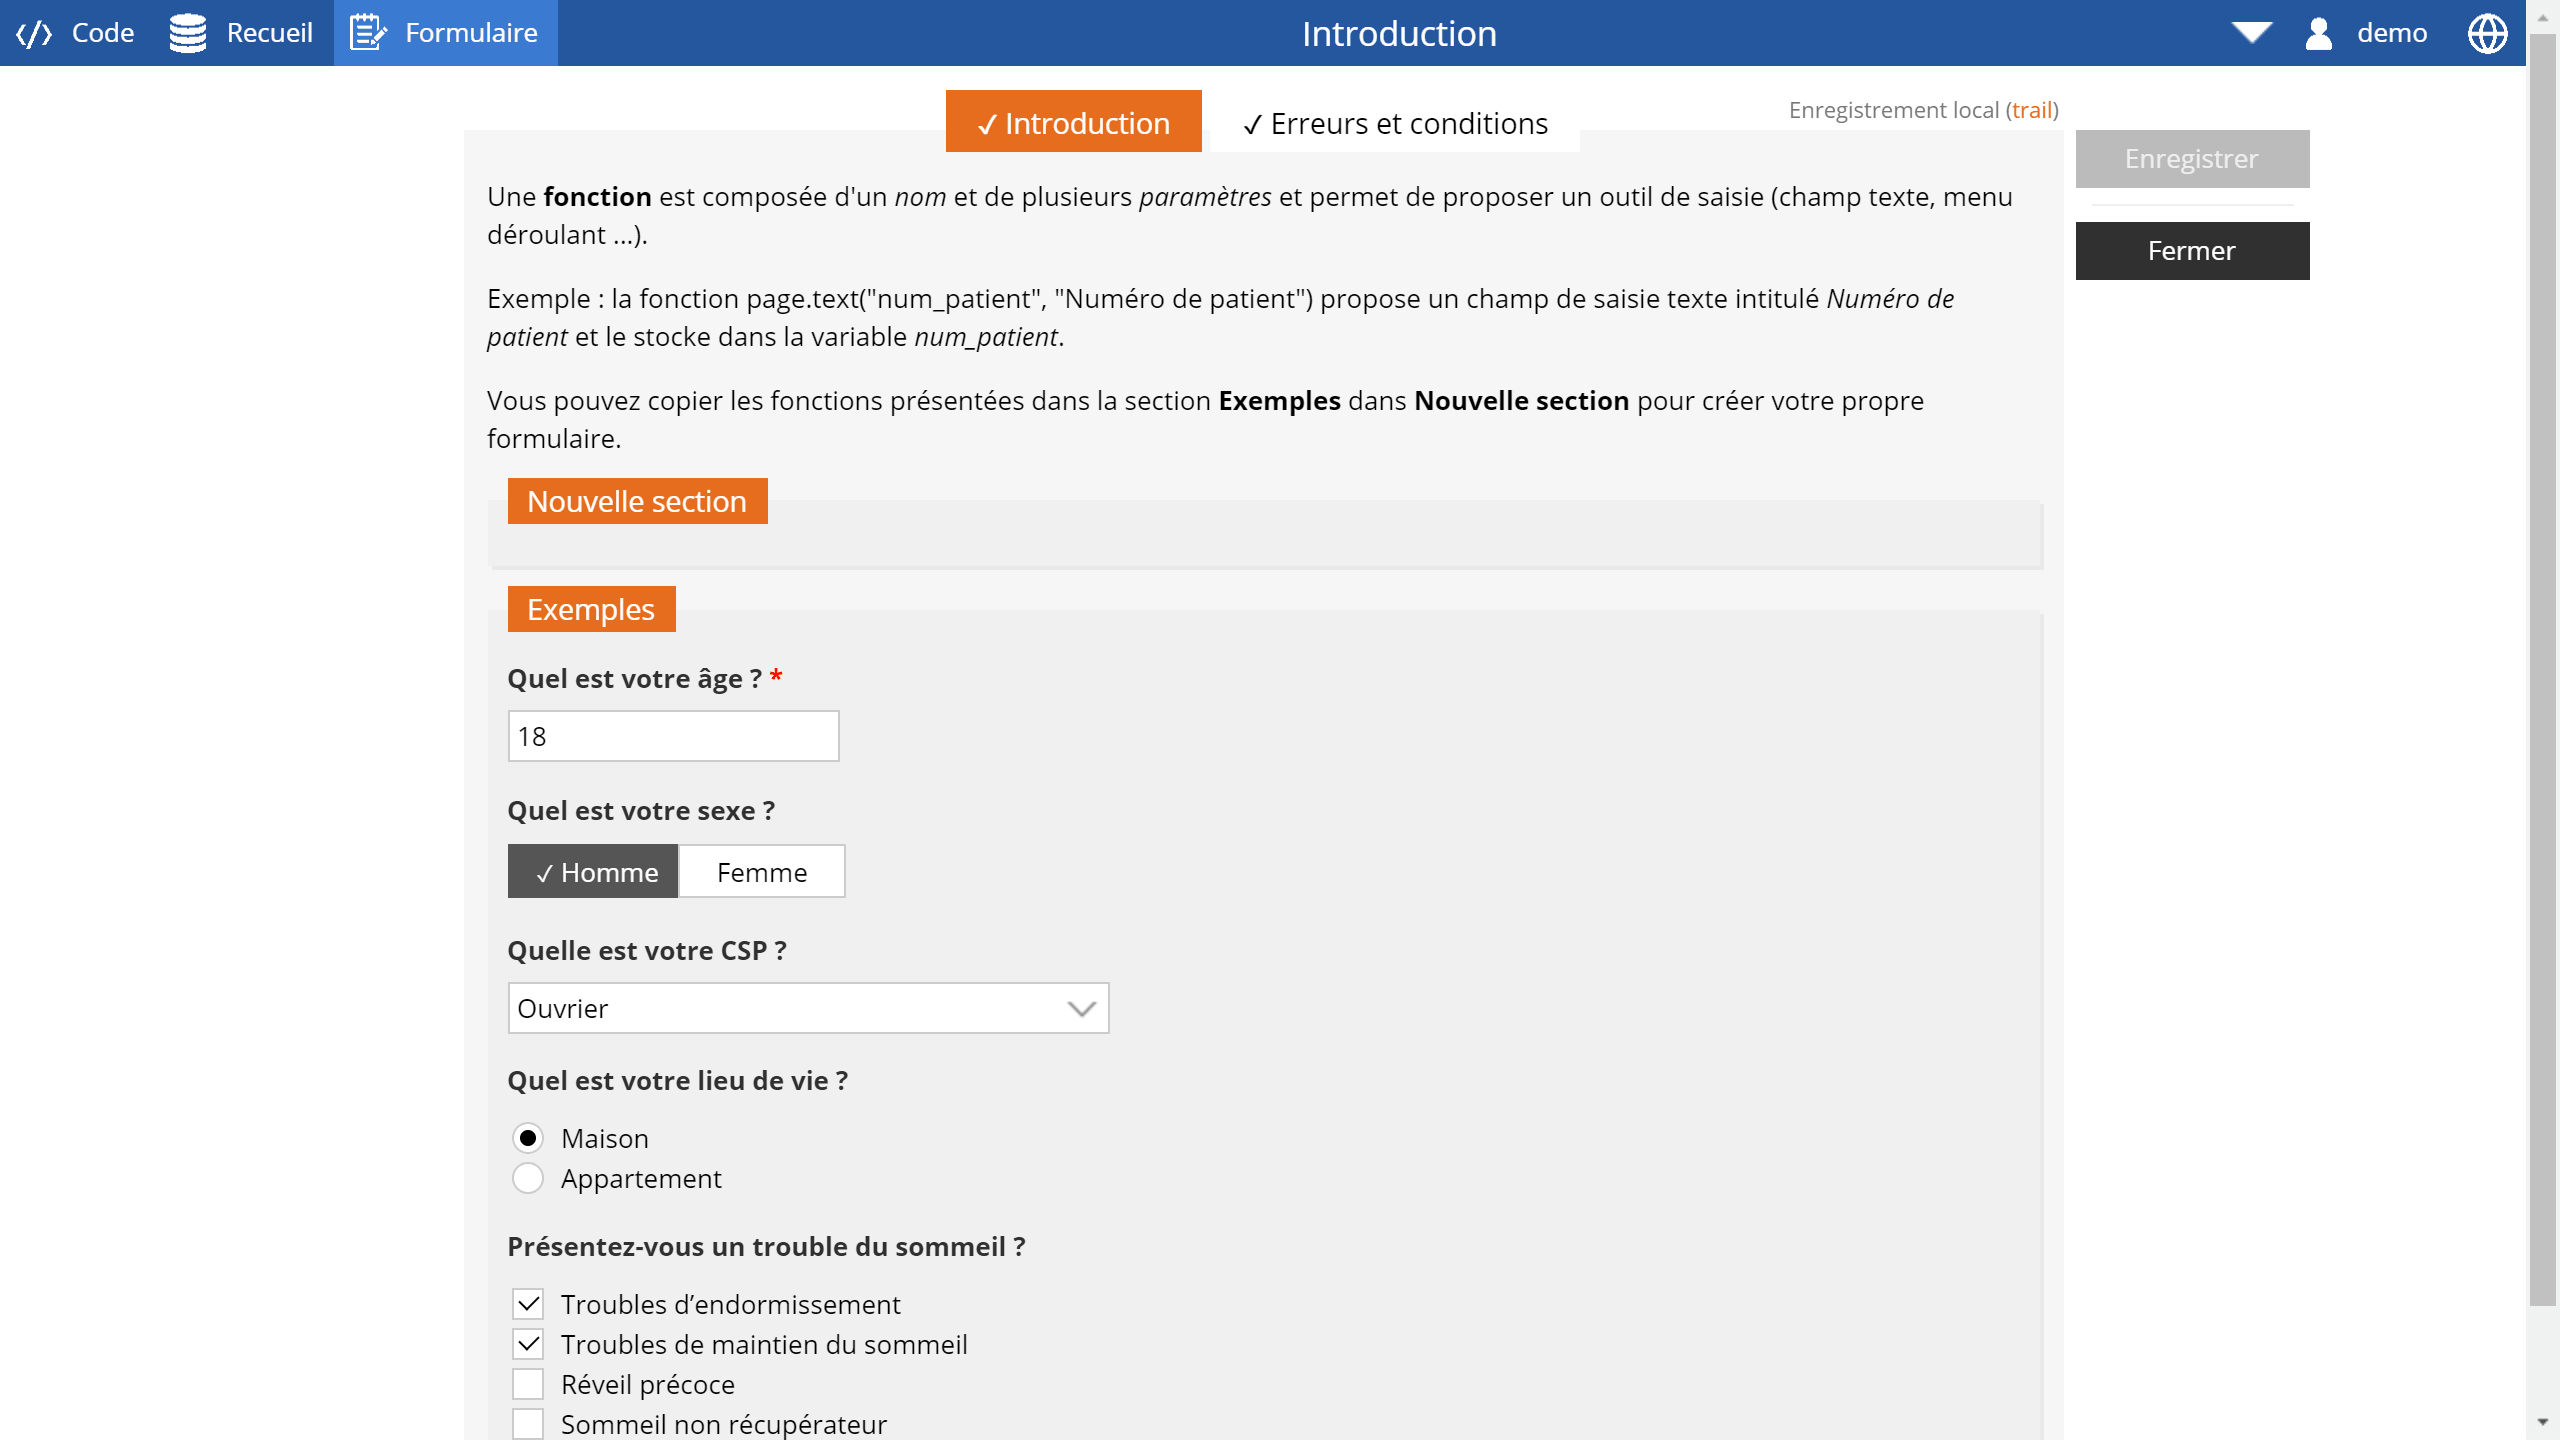 Code
Recueil
Formulaire
Introduction
demo
✓ Introduction
✓ Erreurs et conditions
Enregistrement local (trail)
Enregistrer
Fermer
Une fonction est composée d'un nom et de plusieurs paramètres et permet de proposer un outil de saisie (champ texte, menu
déroulant ...).
Exemple : la fonction page.text("num_patient", "Numéro de patient") propose un champ de saisie texte intitulé Numéro de
patient et le stocke dans la variable num_patient.
Vous pouvez copier les fonctions présentées dans la section Exemples dans Nouvelle section pour créer votre propre
formulaire.
Nouvelle section
Exemples
Quel est votre âge ? *
18
Quel est votre sexe ?
✓ Homme
Femme
Quelle est votre CSP ?
Ouvrier
Quel est votre lieu de vie ?
Maison
Appartement
Présentez-vous un trouble du sommeil ?
Troubles d’endormissement
Troubles de maintien du sommeil
Réveil précoce
Sommeil non récupérateur